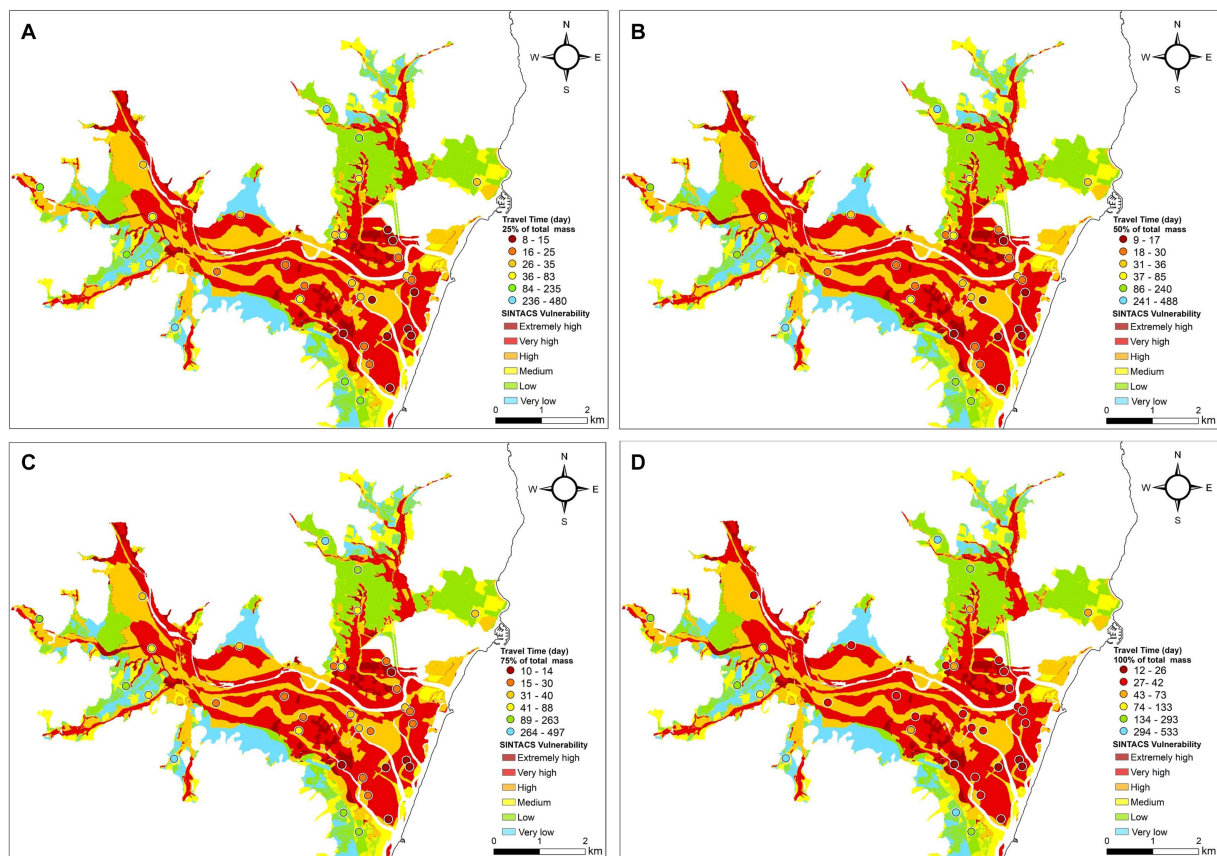 A
N
W
E
S
Travel Time (day)
25% of total mass
8 - 15
16 - 25
26 - 35
36 - 83
84 - 235
236 - 480
SINTACS Vulnerability
Extremely high
Very high
High
Medium
Low
Very low
0 1 2
km
B
N
W
E
S
Travel Time (day)
50% of total mass
9 - 17
18 - 30
31 - 36
37 - 85
86 - 240
241 - 488
SINTACS Vulnerability
Extremely high
Very high
High
Medium
Low
Very low
0 1 2
km
C
N
W
E
S
Travel Time (day)
75% of total mass
10 - 14
15 - 30
31 - 40
41 - 88
89 - 263
264 - 497
SINTACS Vulnerability
Extremely high
Very high
High
Medium
Low
Very low
0 1 2
km
D
N
W
E
S
Travel Time (day)
100% of total mass
12 - 26
27 - 42
43 - 73
74 - 133
134 - 293
294 - 533
SINTACS Vulnerability
Extremely high
Very high
High
Medium
Low
Very low
0 1 2
km